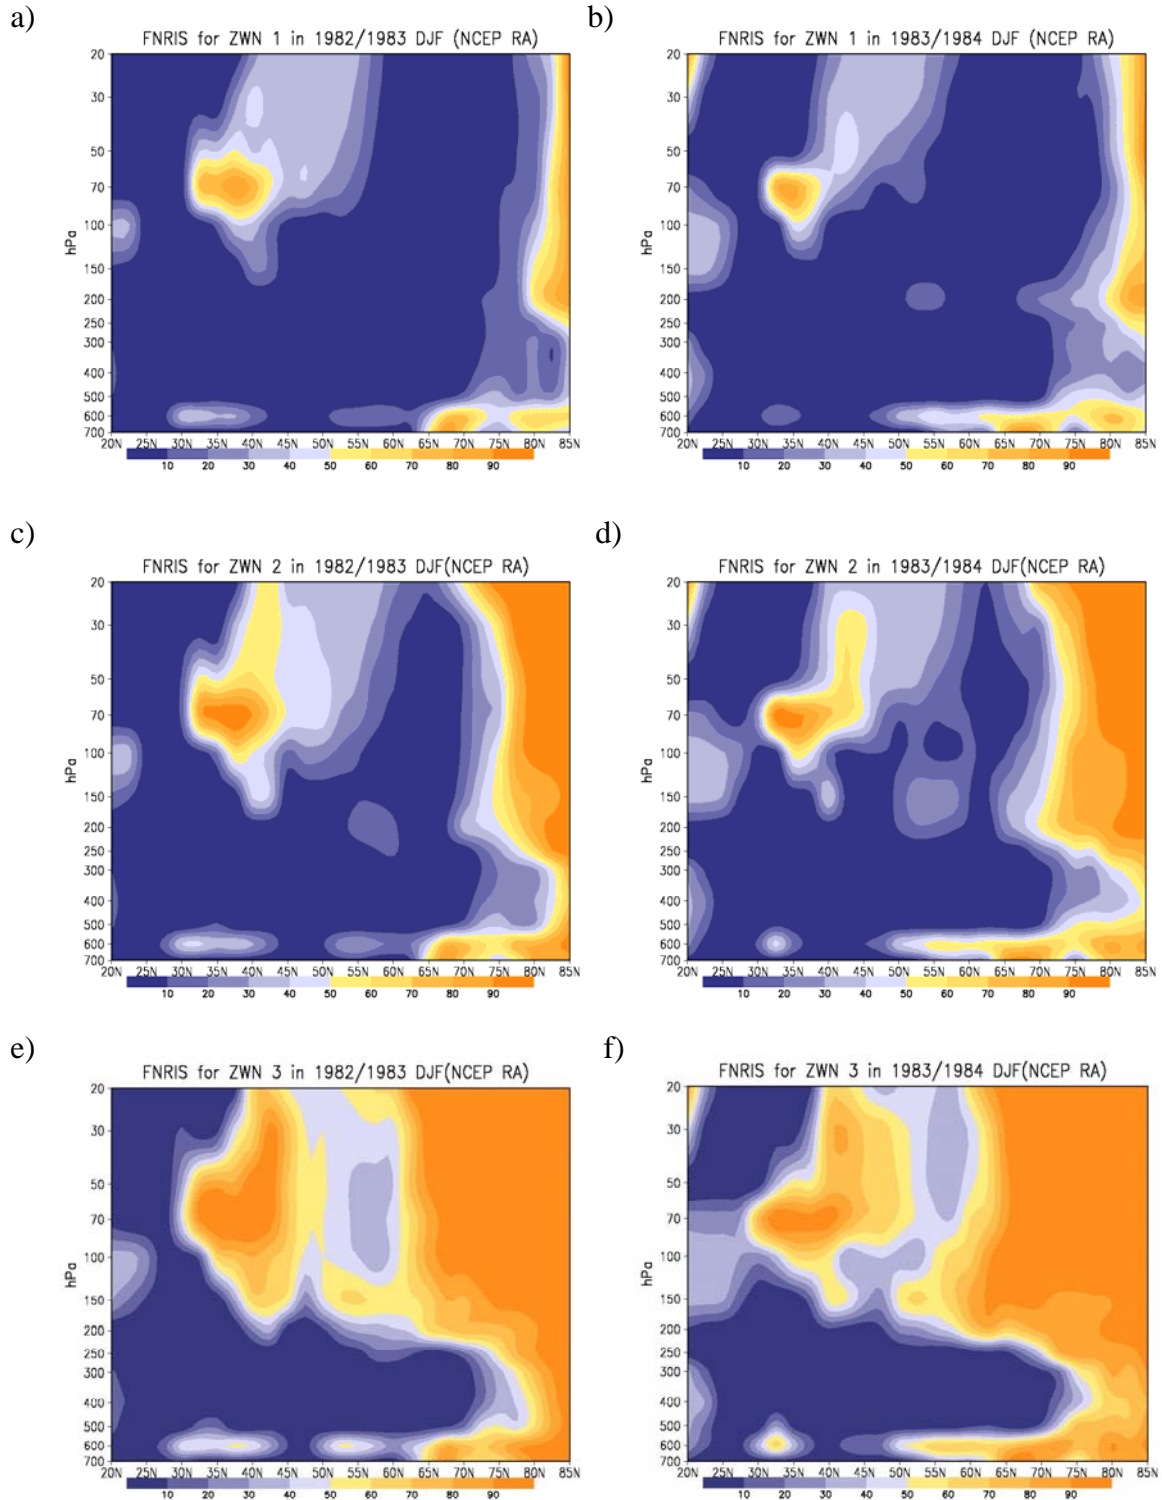 a)
b)
FNRIS for ZWN 1 in 1982/1983 DJF (NCEP RA)
FNRIS for ZWN 1 in 1983/1984 DJF (NCEP RA)
20
30
50
70
100
150
200
250
300
400
500
600
700
hPa
20N 25N 30N 35N 40N 45N 50N 55N 60N 65N 70N 75N 80N 85N
10 20 30 40 50 60 70 80 90
20
30
50
70
100
150
200
250
300
400
500
600
700
hPa
20N 25N 30N 35N 40N 45N 50N 55N 60N 65N 70N 75N 80N 85N
10 20 30 40 50 60 70 80 90
c)
d)
FNRIS for ZWN 2 in 1982/1983 DJF(NCEP RA)
FNRIS for ZWN 2 in 1983/1984 DJF(NCEP RA)
20
30
50
70
100
150
200
250
300
400
500
600
700
hPa
20N 25N 30N 35N 40N 45N 50N 55N 60N 65N 70N 75N 80N 85N
10 20 30 40 50 60 70 80 90
20
30
50
70
100
150
200
250
300
400
500
600
700
hPa
20N 25N 30N 35N 40N 45N 50N 55N 60N 65N 70N 75N 80N 85N
10 20 30 40 50 60 70 80 90
e)
f)
FNRIS for ZWN 3 in 1982/1983 DJF(NCEP RA)
FNRIS for ZWN 3 in 1983/1984 DJF(NCEP RA)
20
30
50
70
100
150
200
250
300
400
500
600
700
hPa
20N 25N 30N 35N 40N 45N 50N 55N 60N 65N 70N 75N 80N 85N
10 20 30 40 50 60 70 80 90
20
30
50
70
100
150
200
250
300
400
500
600
700
hPa
20N 25N 30N 35N 40N 45N 50N 55N 60N 65N 70N 75N 80N 85N
10 20 30 40 50 60 70 80 90